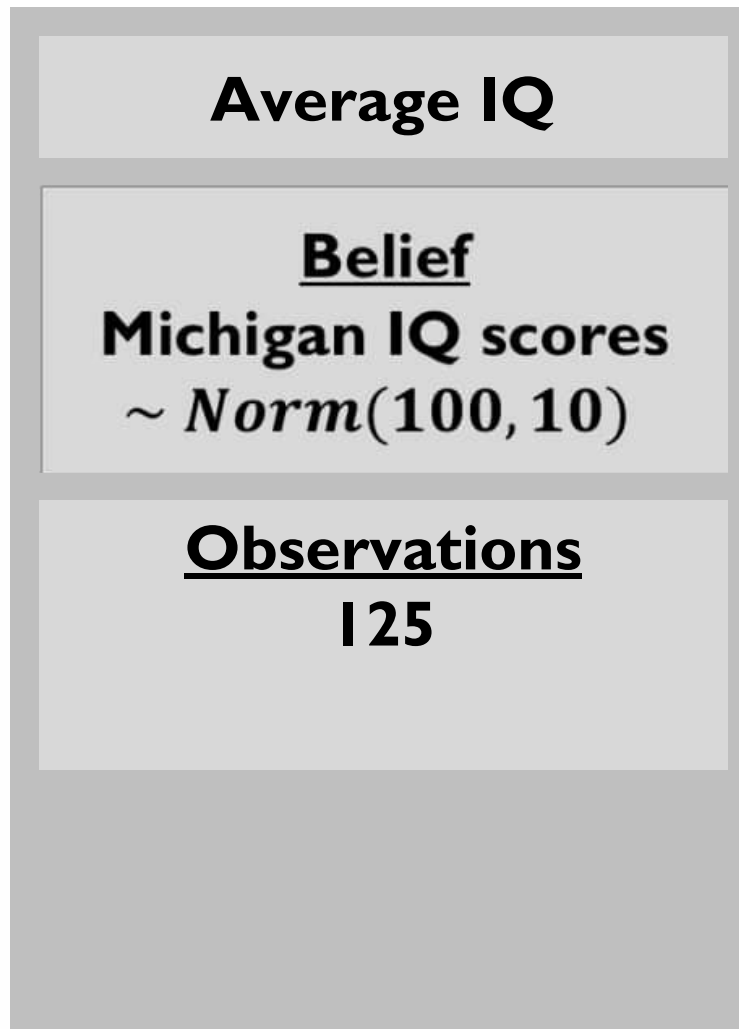 Average IQ
Belief
Michigan IQ scores
~ Norm(100, 10)
Observations
125